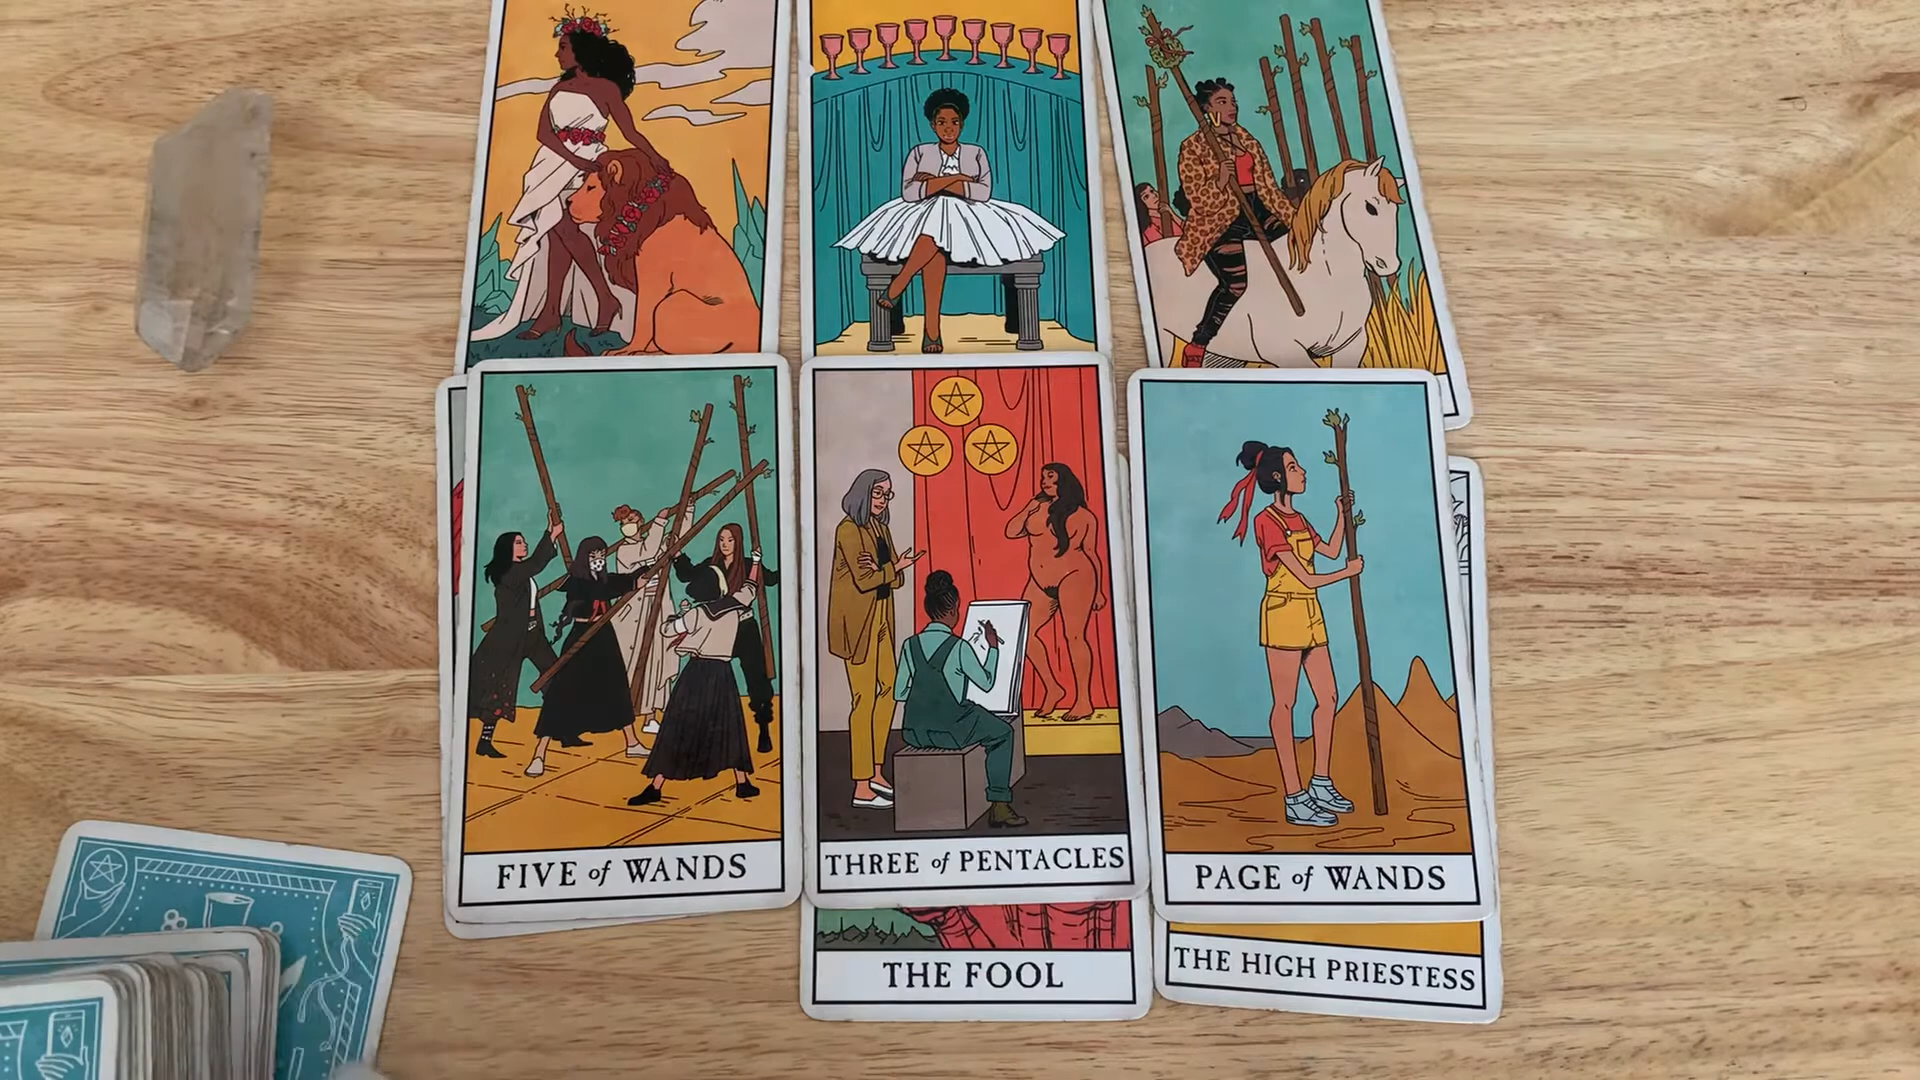 FIVE of WANDS
THREE of PENTACLES
PAGE of WANDS
THE FOOL
THE HIGH PRIESTESS